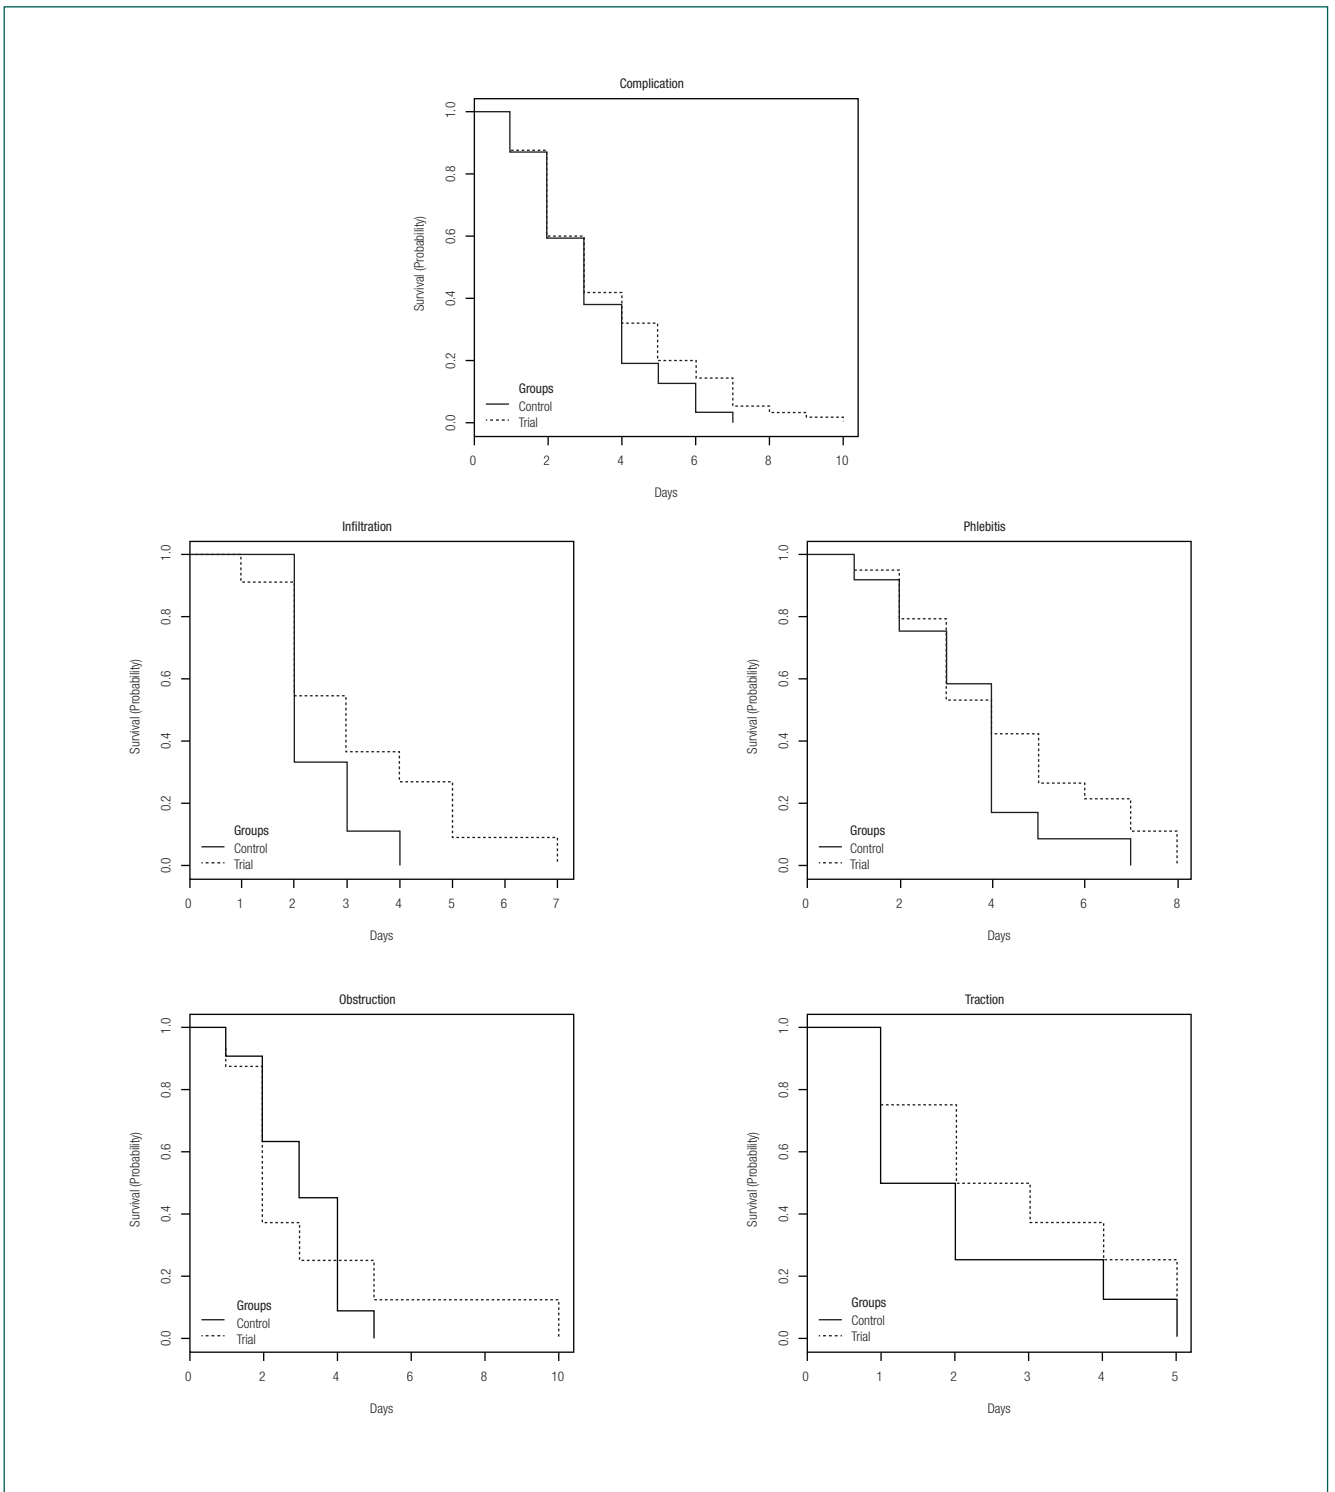 Complication
Survival (Probability)
1.0
0.8
0.6
0.4
0.2
0.0
Groups
Control
Trial
0 2 4 6 8 10
Days
Infiltration
Survival (Probability)
1.0
0.8
0.6
0.4
0.2
0.0
Groups
Control
Trial
0 1 2 3 4 5 6 7
Days
Phlebitis
Survival (Probability)
1.0
0.8
0.6
0.4
0.2
0.0
Groups
Control
Trial
0 2 4 6 8
Days
Obstruction
Survival (Probability)
1.0
0.8
0.6
0.4
0.2
0.0
Groups
Control
Trial
0 2 4 6 8 10
Days
Traction
Survival (Probability)
1.0
0.8
0.6
0.4
0.2
0.0
Groups
Control
Trial
0 1 2 3 4 5
Days